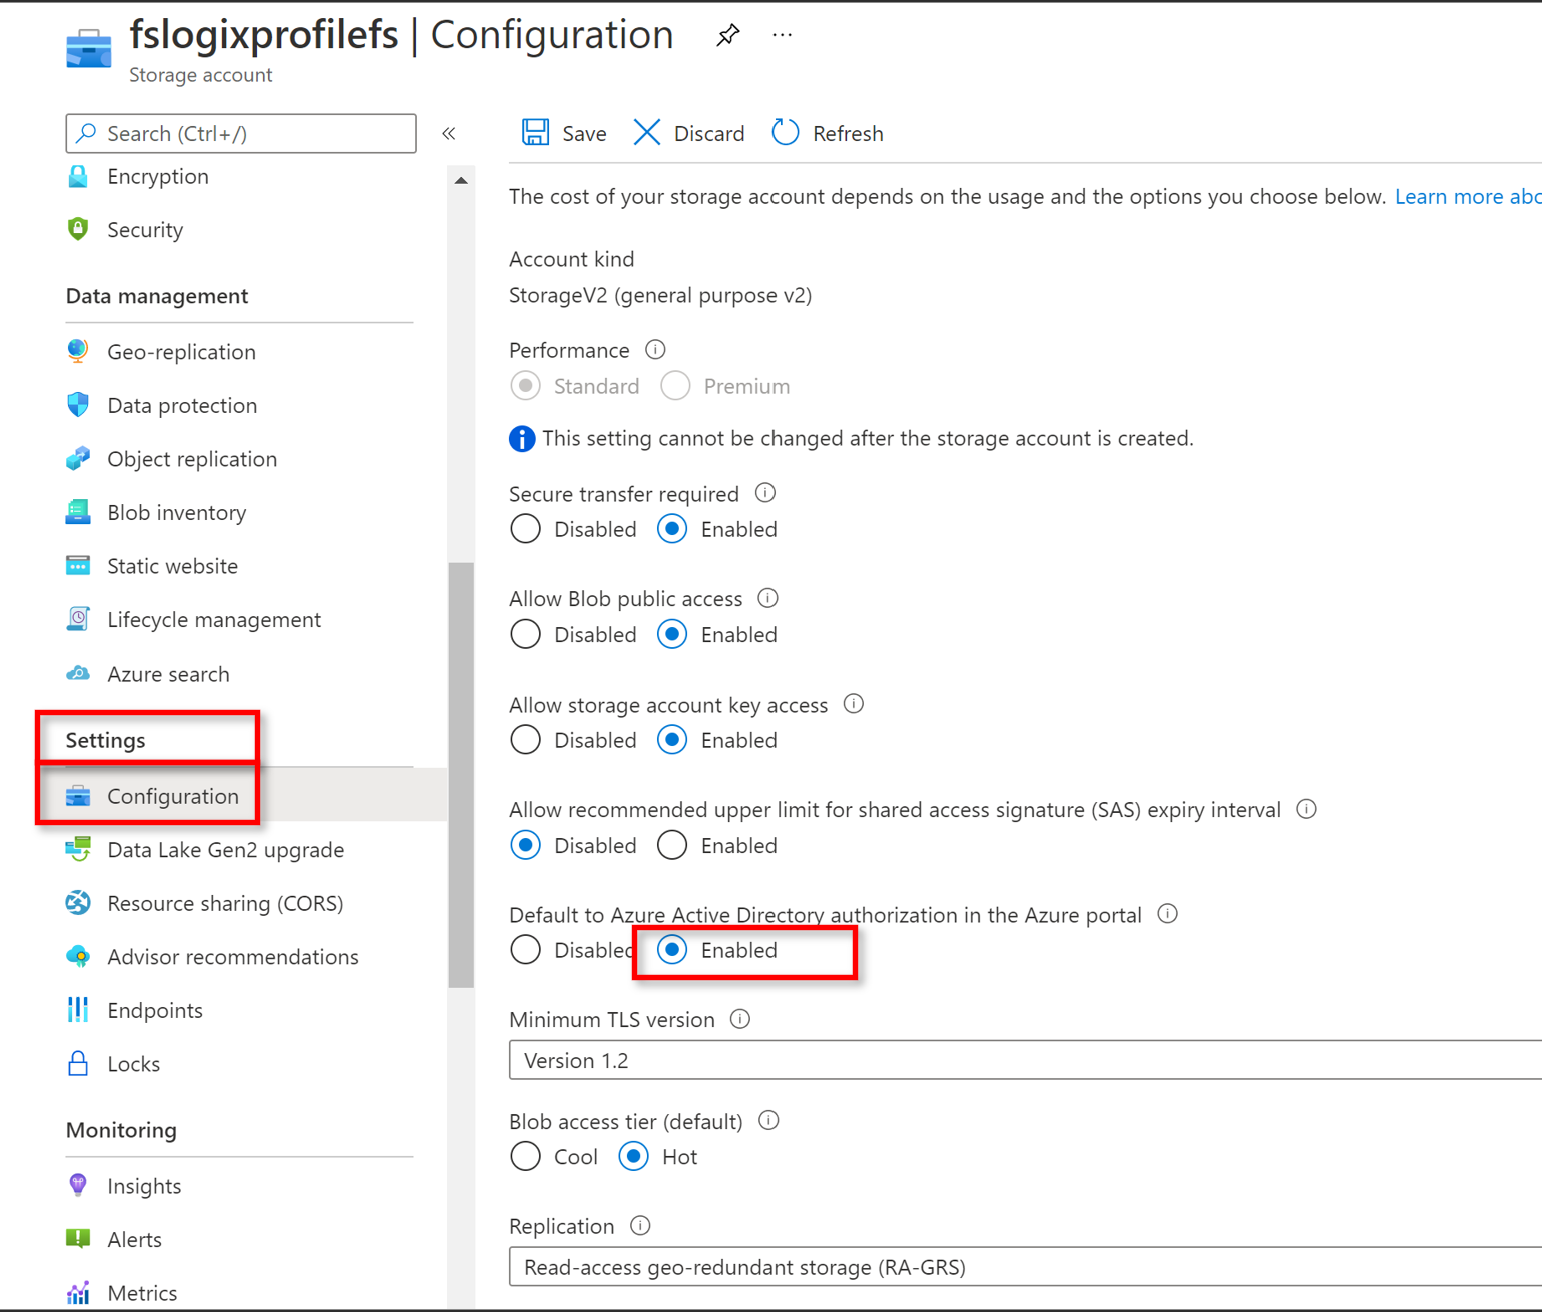 fslogixprofilefs | Configuration
Storage account
Search (Ctrl+/)
Encryption
Security
Data management
Geo-replication
Data protection
Object replication
Blob inventory
Static website
Lifecycle management
Azure search
Settings
Configuration
Data Lake Gen2 upgrade
Resource sharing (CORS)
Advisor recommendations
Endpoints
Locks
Monitoring
Insights
Alerts
Metrics
Save Discard Refresh
The cost of your storage account depends on the usage and the options you choose below. Learn more abo
Account kind
StorageV2 (general purpose v2)
Performance
Standard Premium
This setting cannot be changed after the storage account is created.
Secure transfer required
Disabled Enabled
Allow Blob public access
Disabled Enabled
Allow storage account key access
Disabled Enabled
Allow recommended upper limit for shared access signature (SAS) expiry interval
Disabled Enabled
Default to Azure Active Directory authorization in the Azure portal
Disabled Enabled
Minimum TLS version
Version 1.2
Blob access tier (default)
Cool Hot
Replication
Read-access geo-redundant storage (RA-GRS)